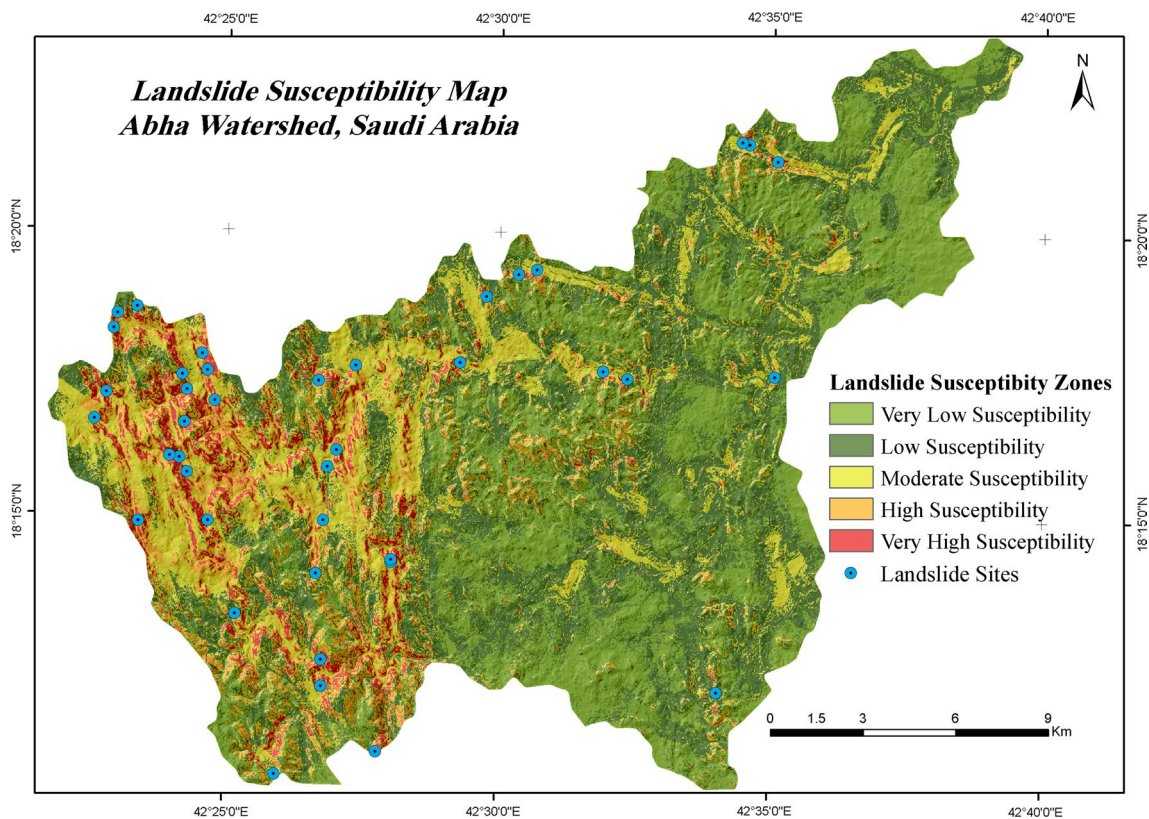 42°25'0"E
42°30'0"E
42°35'0"E
42°40'0"E
N
Landslide Susceptibility Map
Abha Watershed, Saudi Arabia
18°20'0"N
18°20'0"N
Landslide Susceptibity Zones
Very Low Susceptibility
Low Susceptibility
Moderate Susceptibility
High Susceptibility
Very High Susceptibility
Landslide Sites
18°15'0"N
18°15'0"N
0 1.5 3 6 9
Km
42°25'0"E
42°30'0"E
42°35'0"E
42°40'0"E